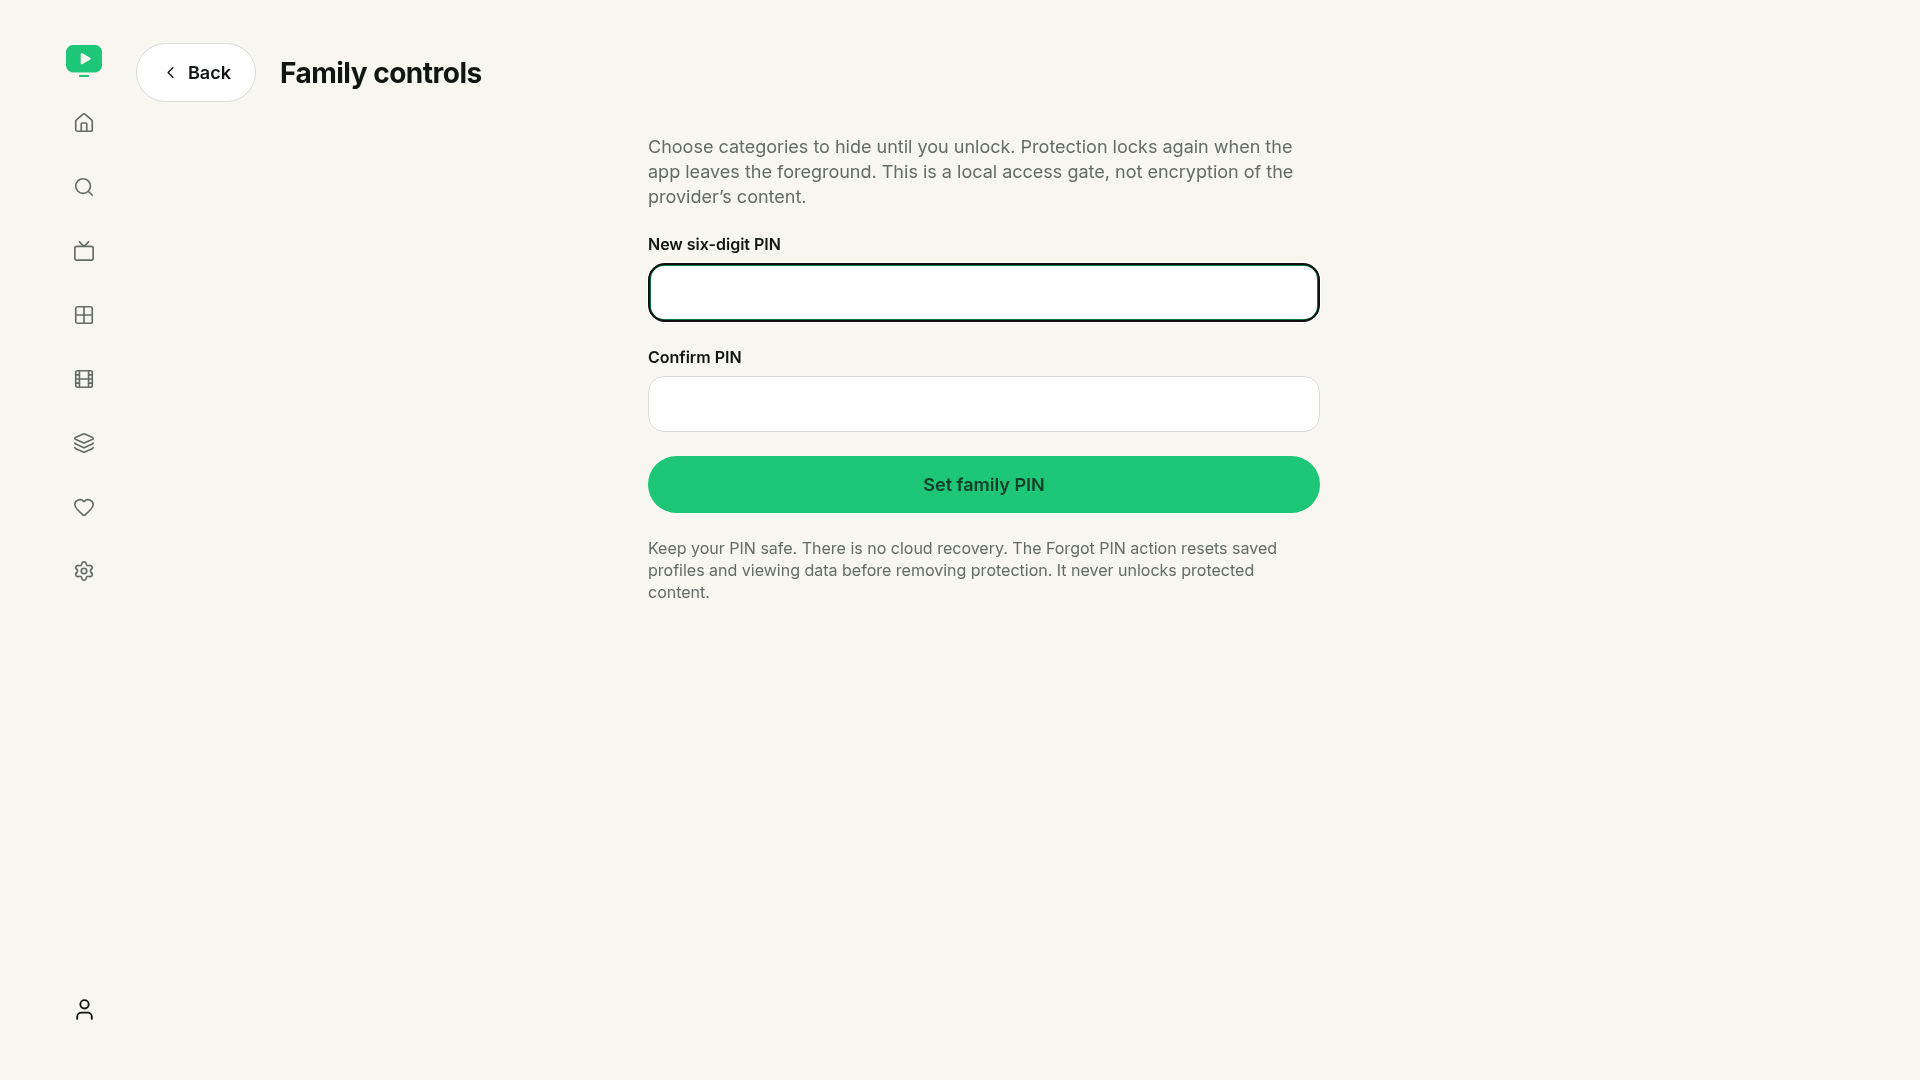 Back
Family controls
Choose categories to hide until you unlock. Protection locks again when the
app leaves the foreground. This is a local access gate, not encryption of the
provider’s content.
New six-digit PIN
Confirm PIN
Set family PIN
Keep your PIN safe. There is no cloud recovery. The Forgot PIN action resets saved
profiles and viewing data before removing protection. It never unlocks protected
content.